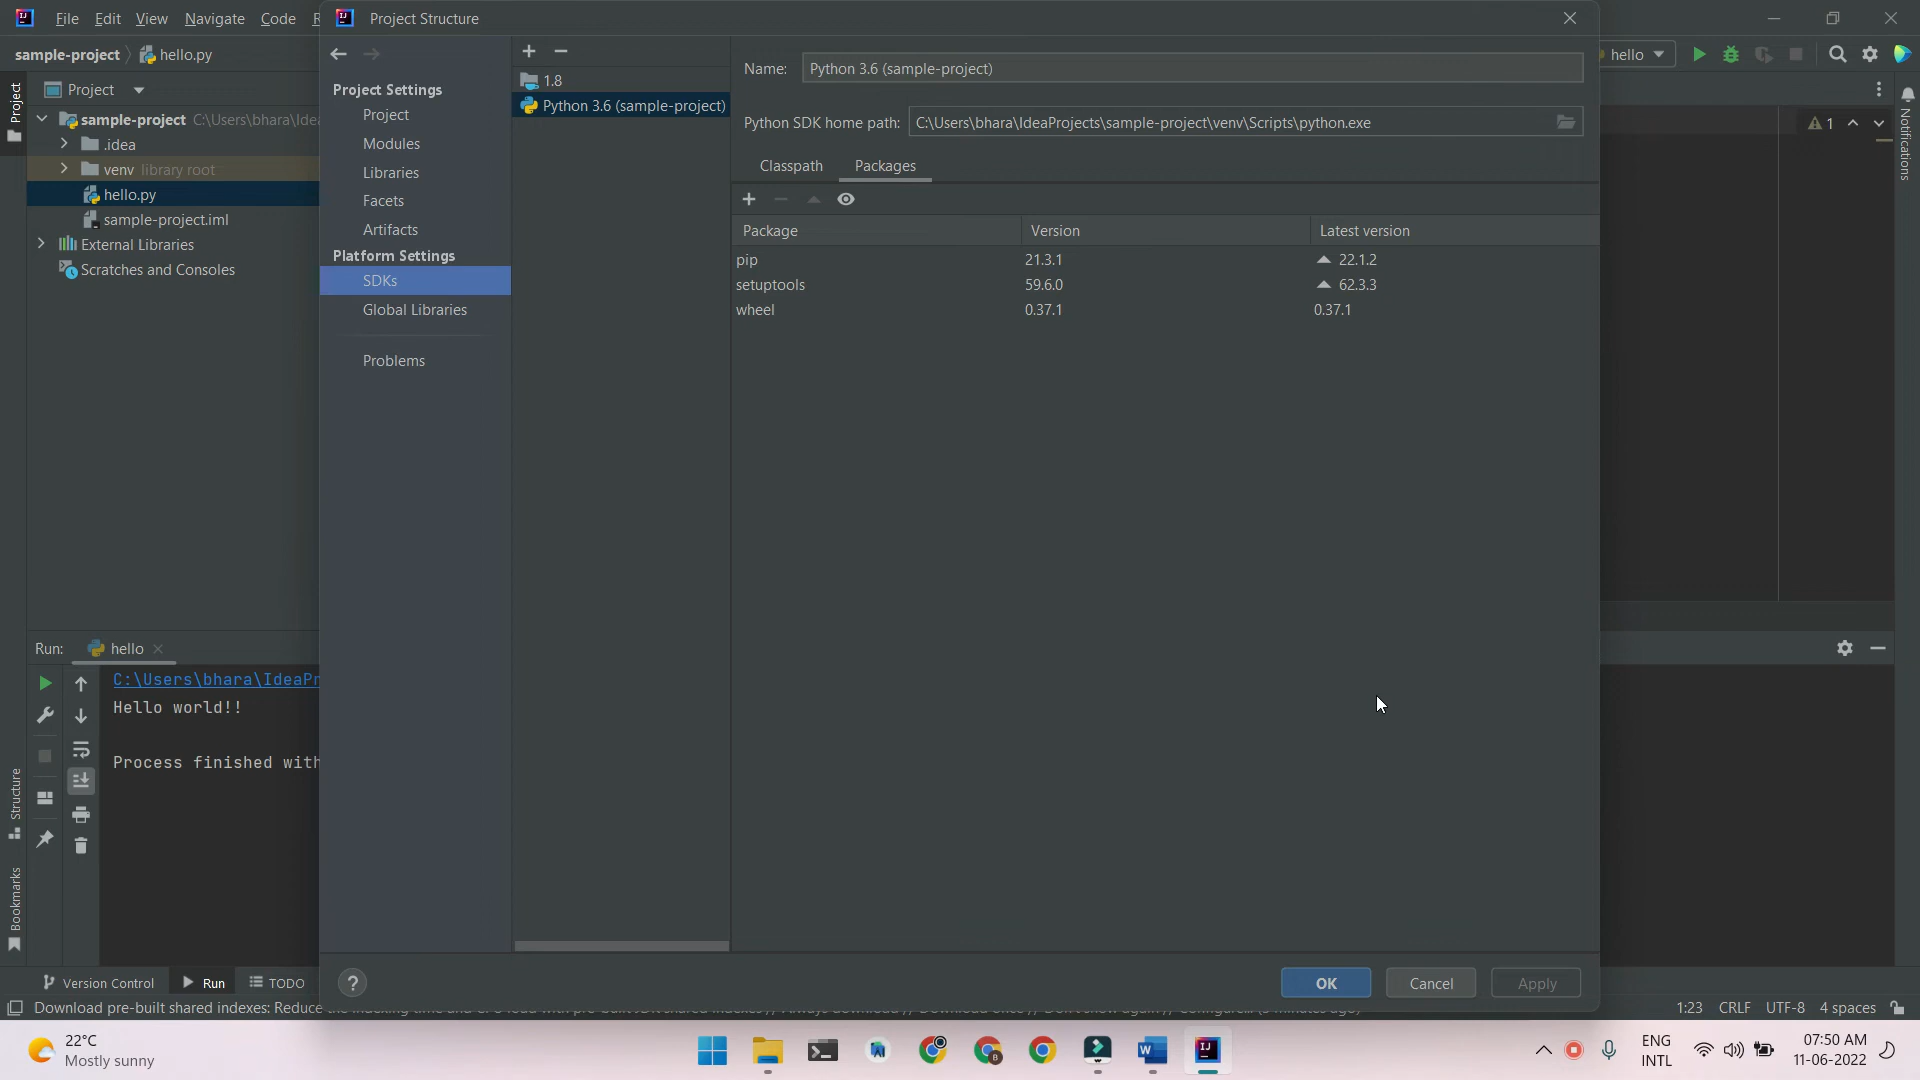 File Edit View Navigate Code
Project Structure
sample-project hello.py
hello
Project
Project
sample-project C:\Users\bhara\Idea
.idea
venv library root
hello.py
sample-project.iml
External Libraries
Scratches and Consoles
Project Settings
Project
Modules
Libraries
Facets
Artifacts
Platform Settings
SDKs
Global Libraries
Problems
1.8
Python 3.6 (sample-project)
Name: Python 3.6 (sample-project)
Python SDK home path: C:\Users\bhara\IdeaProjects\sample-project\venv\Scripts\python.exe
Classpath Packages
Package Version Latest version
pip 21.3.1 22.1.2
setuptools 59.6.0 62.3.3
wheel 0.37.1 0.37.1
1
Notifications
Run: hello
C:\Users\bhara\IdeaPr
Hello world!!
Process finished with
Structure
Bookmarks
OK Cancel Apply
?
Version Control Run TODO
Download pre-built shared indexes: Reduce
1:23 CRLF UTF-8 4 spaces
22°C
Mostly sunny
ENG
INTL
07:50 AM
11-06-2022